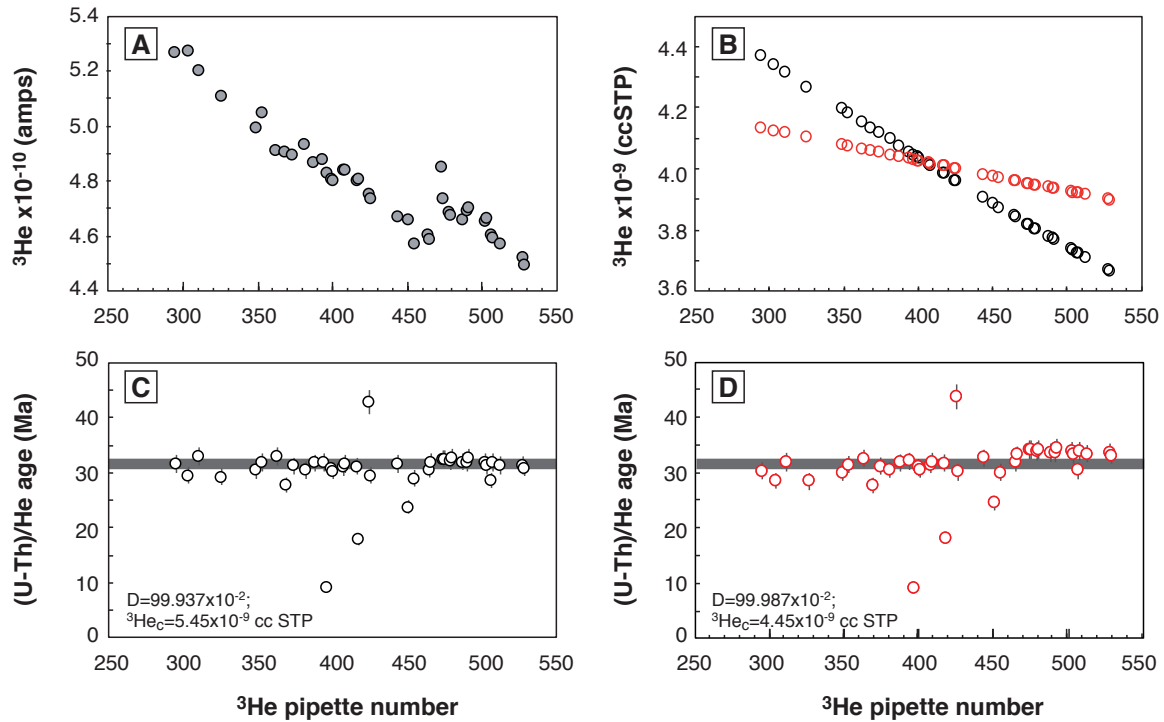 A
5.4
5.2
5.0
4.8
4.6
4.4
³He x10⁻¹⁰ (amps)
250 300 350 400 450 500 550
B
4.4
4.2
4.0
3.8
3.6
³He x10⁻⁹ (ccSTP)
250 300 350 400 450 500 550
C
50
40
30
20
10
0
(U-Th)/He age (Ma)
D=99.937x10⁻²;
³Hec=5.45x10⁻⁹ cc STP
250 300 350 400 450 500 550
³He pipette number
D
50
40
30
20
10
0
(U-Th)/He age (Ma)
D=99.987x10⁻²;
³Hec=4.45x10⁻⁹ cc STP
250 300 350 400 450 500 550
³He pipette number